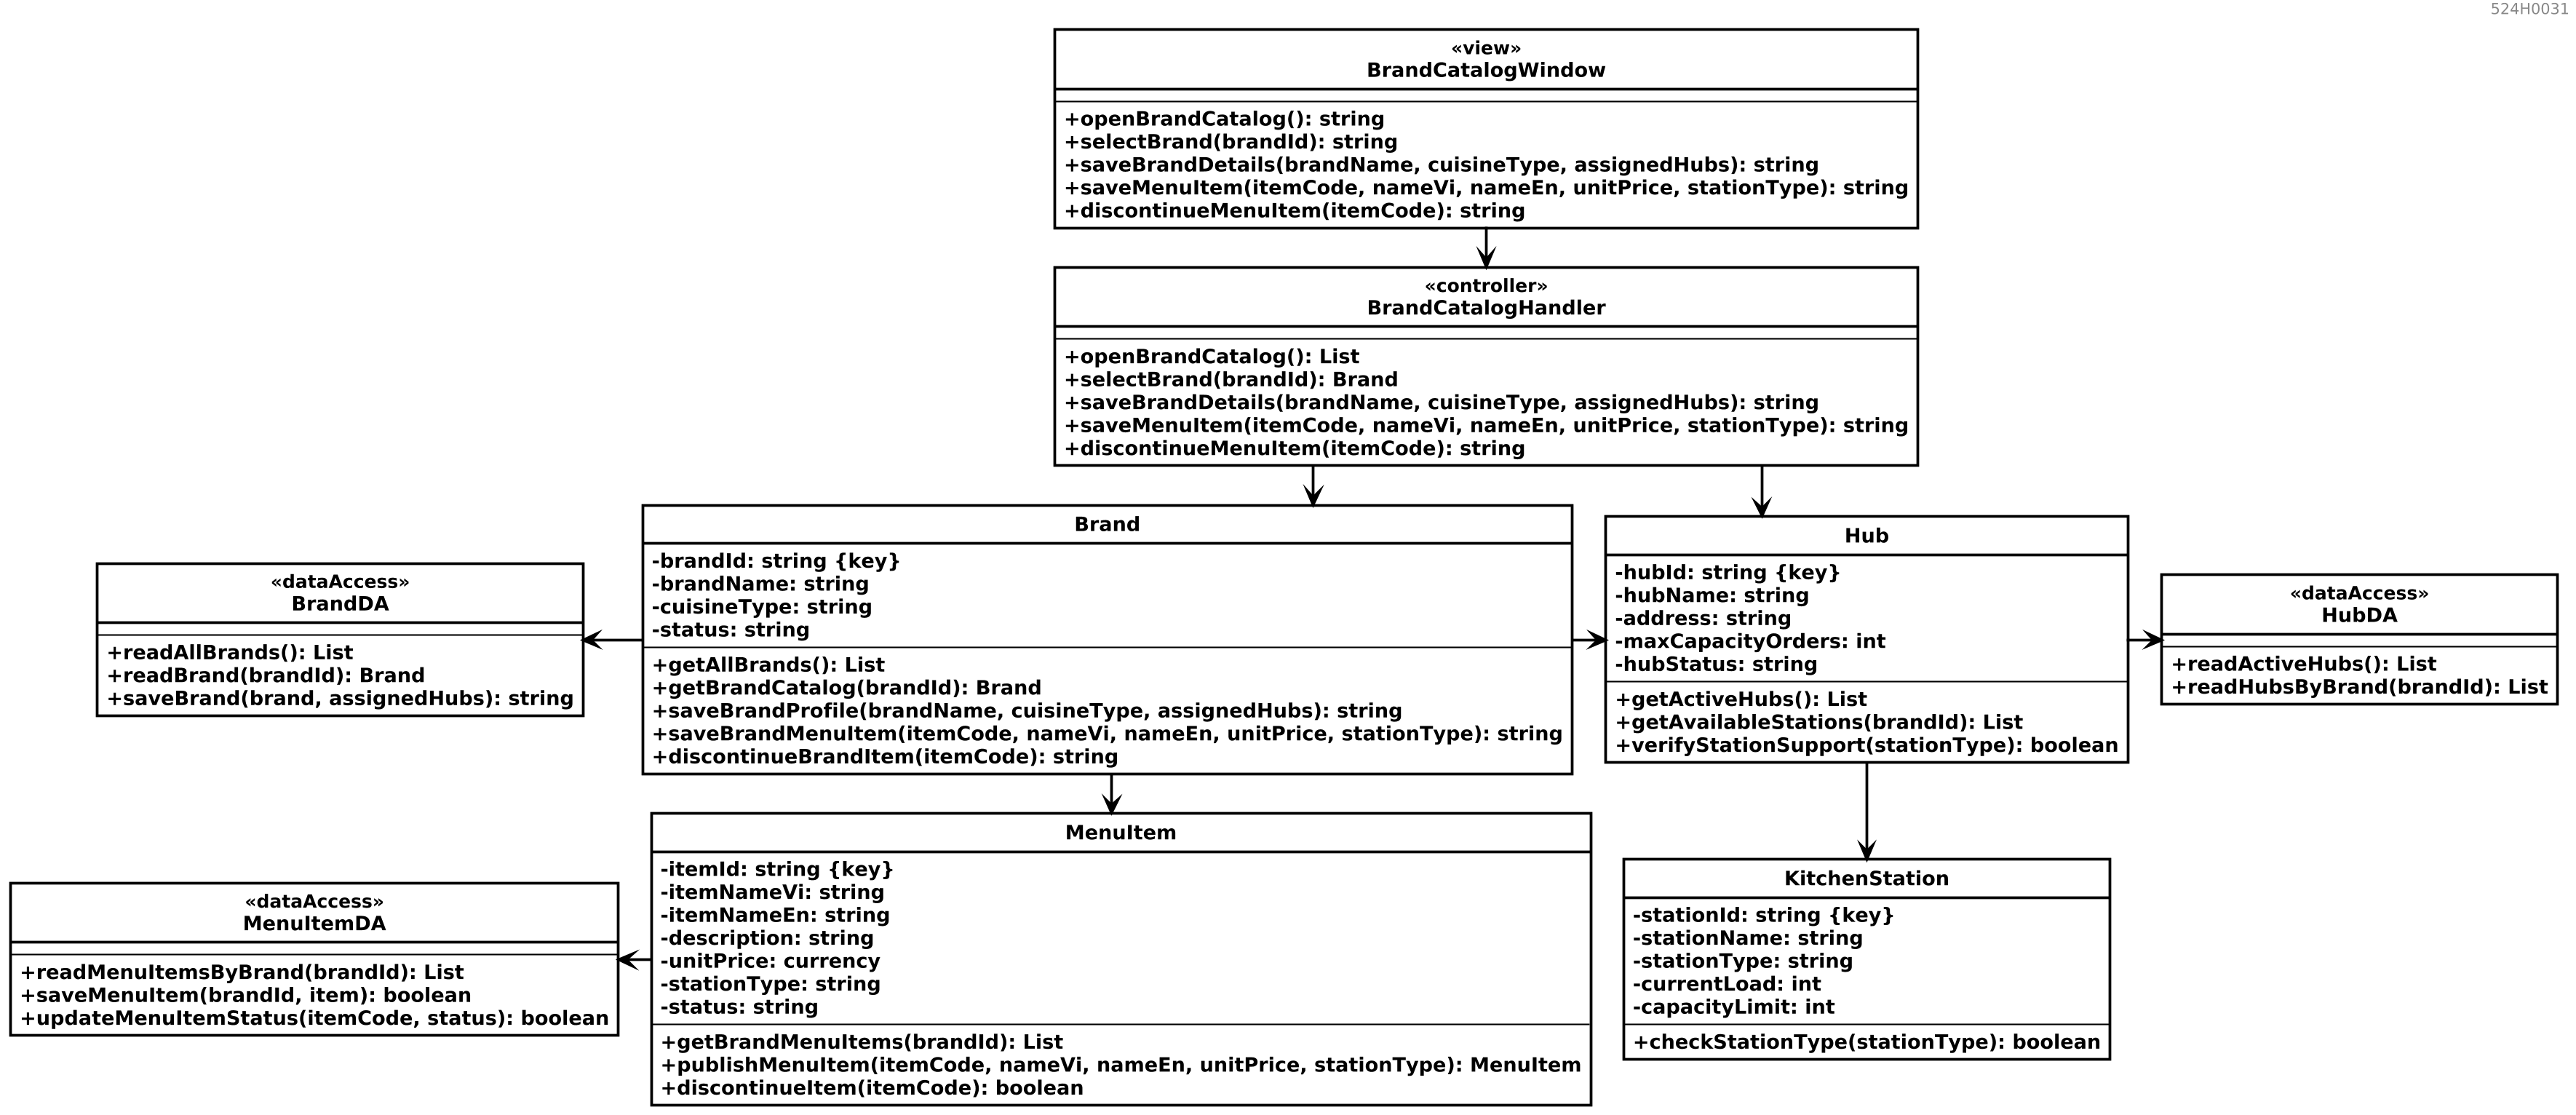 524H0031
«view»
BrandCatalogWindow
+openBrandCatalog(): string
+selectBrand(brandId): string
+saveBrandDetails(brandName, cuisineType, assignedHubs): string
+saveMenuItem(itemCode, nameVi, nameEn, unitPrice, stationType): string
+discontinueMenuItem(itemCode): string
«controller»
BrandCatalogHandler
+openBrandCatalog(): List
+selectBrand(brandId): Brand
+saveBrandDetails(brandName, cuisineType, assignedHubs): string
+saveMenuItem(itemCode, nameVi, nameEn, unitPrice, stationType): string
+discontinueMenuItem(itemCode): string
«dataAccess»
BrandDA
+readAllBrands(): List
+readBrand(brandId): Brand
+saveBrand(brand, assignedHubs): string
Brand
-brandId: string {key}
-brandName: string
-cuisineType: string
-status: string
+getAllBrands(): List
+getBrandCatalog(brandId): Brand
+saveBrandProfile(brandName, cuisineType, assignedHubs): string
+saveBrandMenuItem(itemCode, nameVi, nameEn, unitPrice, stationType): string
+discontinueBrandItem(itemCode): string
Hub
-hubId: string {key}
-hubName: string
-address: string
-maxCapacityOrders: int
-hubStatus: string
+getActiveHubs(): List
+getAvailableStations(brandId): List
+verifyStationSupport(stationType): boolean
«dataAccess»
HubDA
+readActiveHubs(): List
+readHubsByBrand(brandId): List
«dataAccess»
MenuItemDA
+readMenuItemsByBrand(brandId): List
+saveMenuItem(brandId, item): boolean
+updateMenuItemStatus(itemCode, status): boolean
MenuItem
-itemId: string {key}
-itemNameVi: string
-itemNameEn: string
-description: string
-unitPrice: currency
-stationType: string
-status: string
+getBrandMenuItems(brandId): List
+publishMenuItem(itemCode, nameVi, nameEn, unitPrice, stationType): MenuItem
+discontinueItem(itemCode): boolean
KitchenStation
-stationId: string {key}
-stationName: string
-stationType: string
-currentLoad: int
-capacityLimit: int
+checkStationType(stationType): boolean